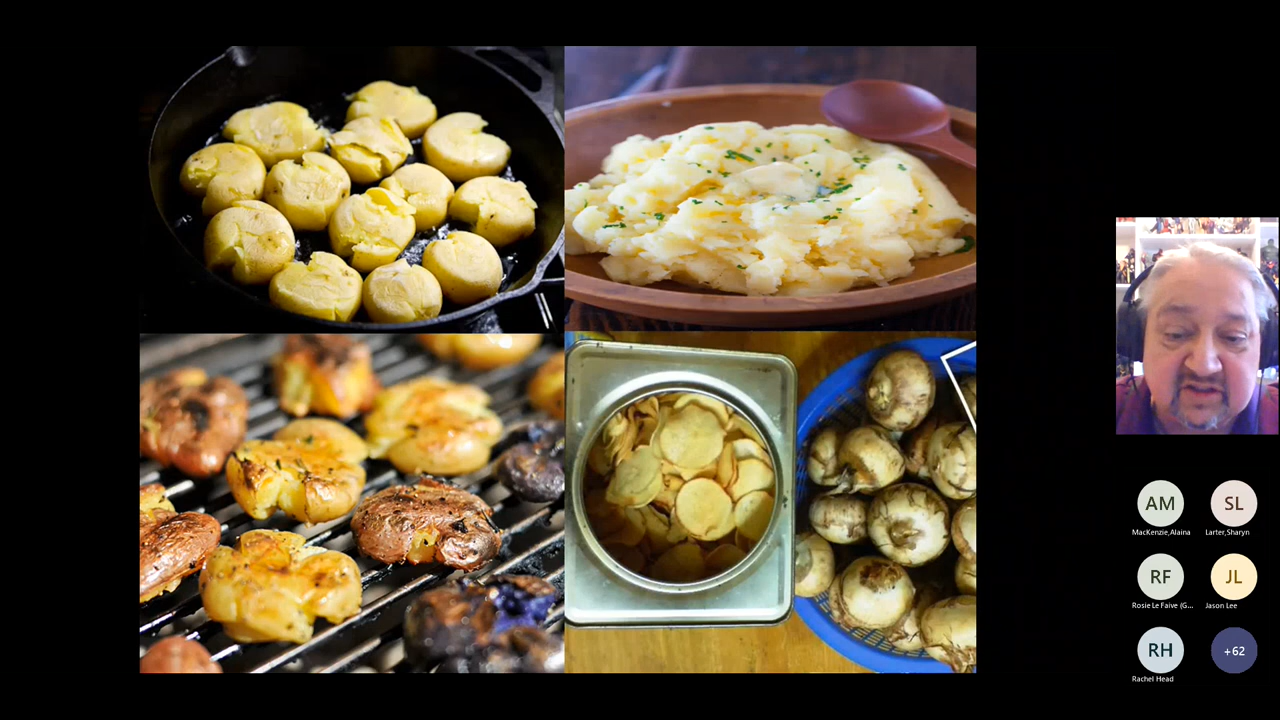 AM
SL
MacKenzie,Alaina
Larter,Sharyn
RF
JL
Rosie Le Faive (G...
Jason Lee
RH
+62
Rachel Head